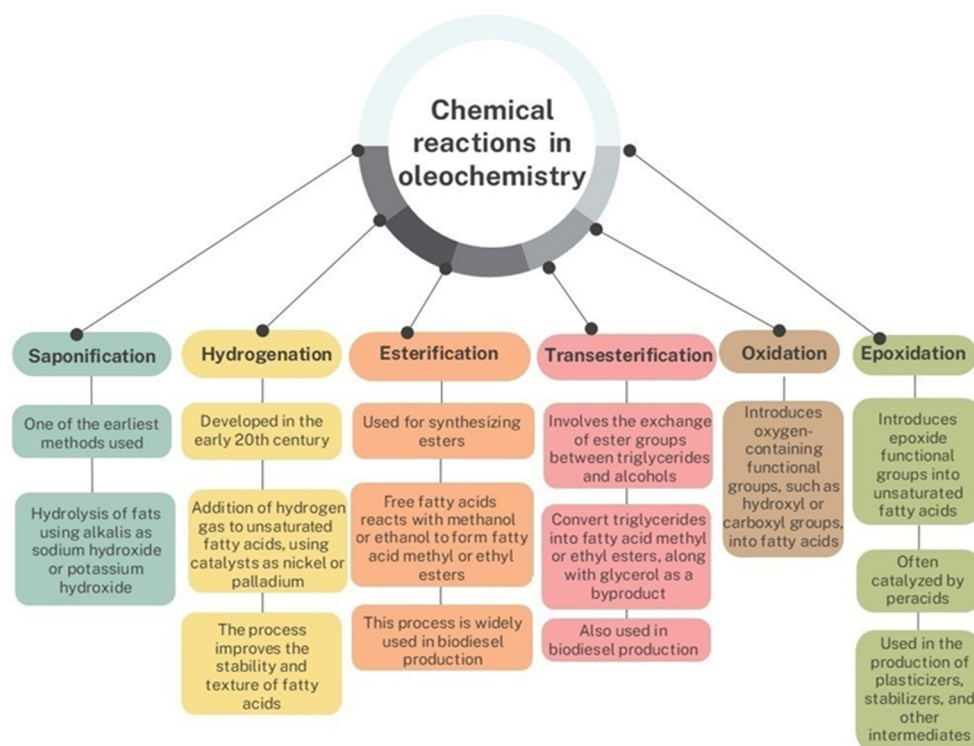 Chemical
reactions in
oleochemistry
Saponification
One of the earliest
methods used
Hydrolysis of fats
using alkalis as
sodium hydroxide
or potassium
hydroxide
Hydrogenation
Developed in the
early 20th century
Addition of hydrogen
gas to unsaturated
fatty acids, using
catalysts as nickel or
palladium
The process
improves the
stability and
texture of fatty
acids
Esterification
Used for synthesizing
esters
Free fatty acids
reacts with methanol
or ethanol to form fatty
acid methyl or ethyl
esters
This process is widely
used in biodiesel
production
Transesterification
Involves the exchange
of ester groups
between triglycerides
and alcohols
Convert triglycerides
into fatty acid methyl
or ethyl esters, along
with glycerol as a
byproduct
Also used in
biodiesel production
Oxidation
Introduces
oxygen-
containing
functional
groups, such as
hydroxyl or
carboxyl groups,
into fatty acids
Epoxidation
Introduces
epoxide
functional
groups into
unsaturated
fatty acids
Often
catalyzed by
peracids
Used in the
production of
plasticizers,
stabilizers, and
other
intermediates